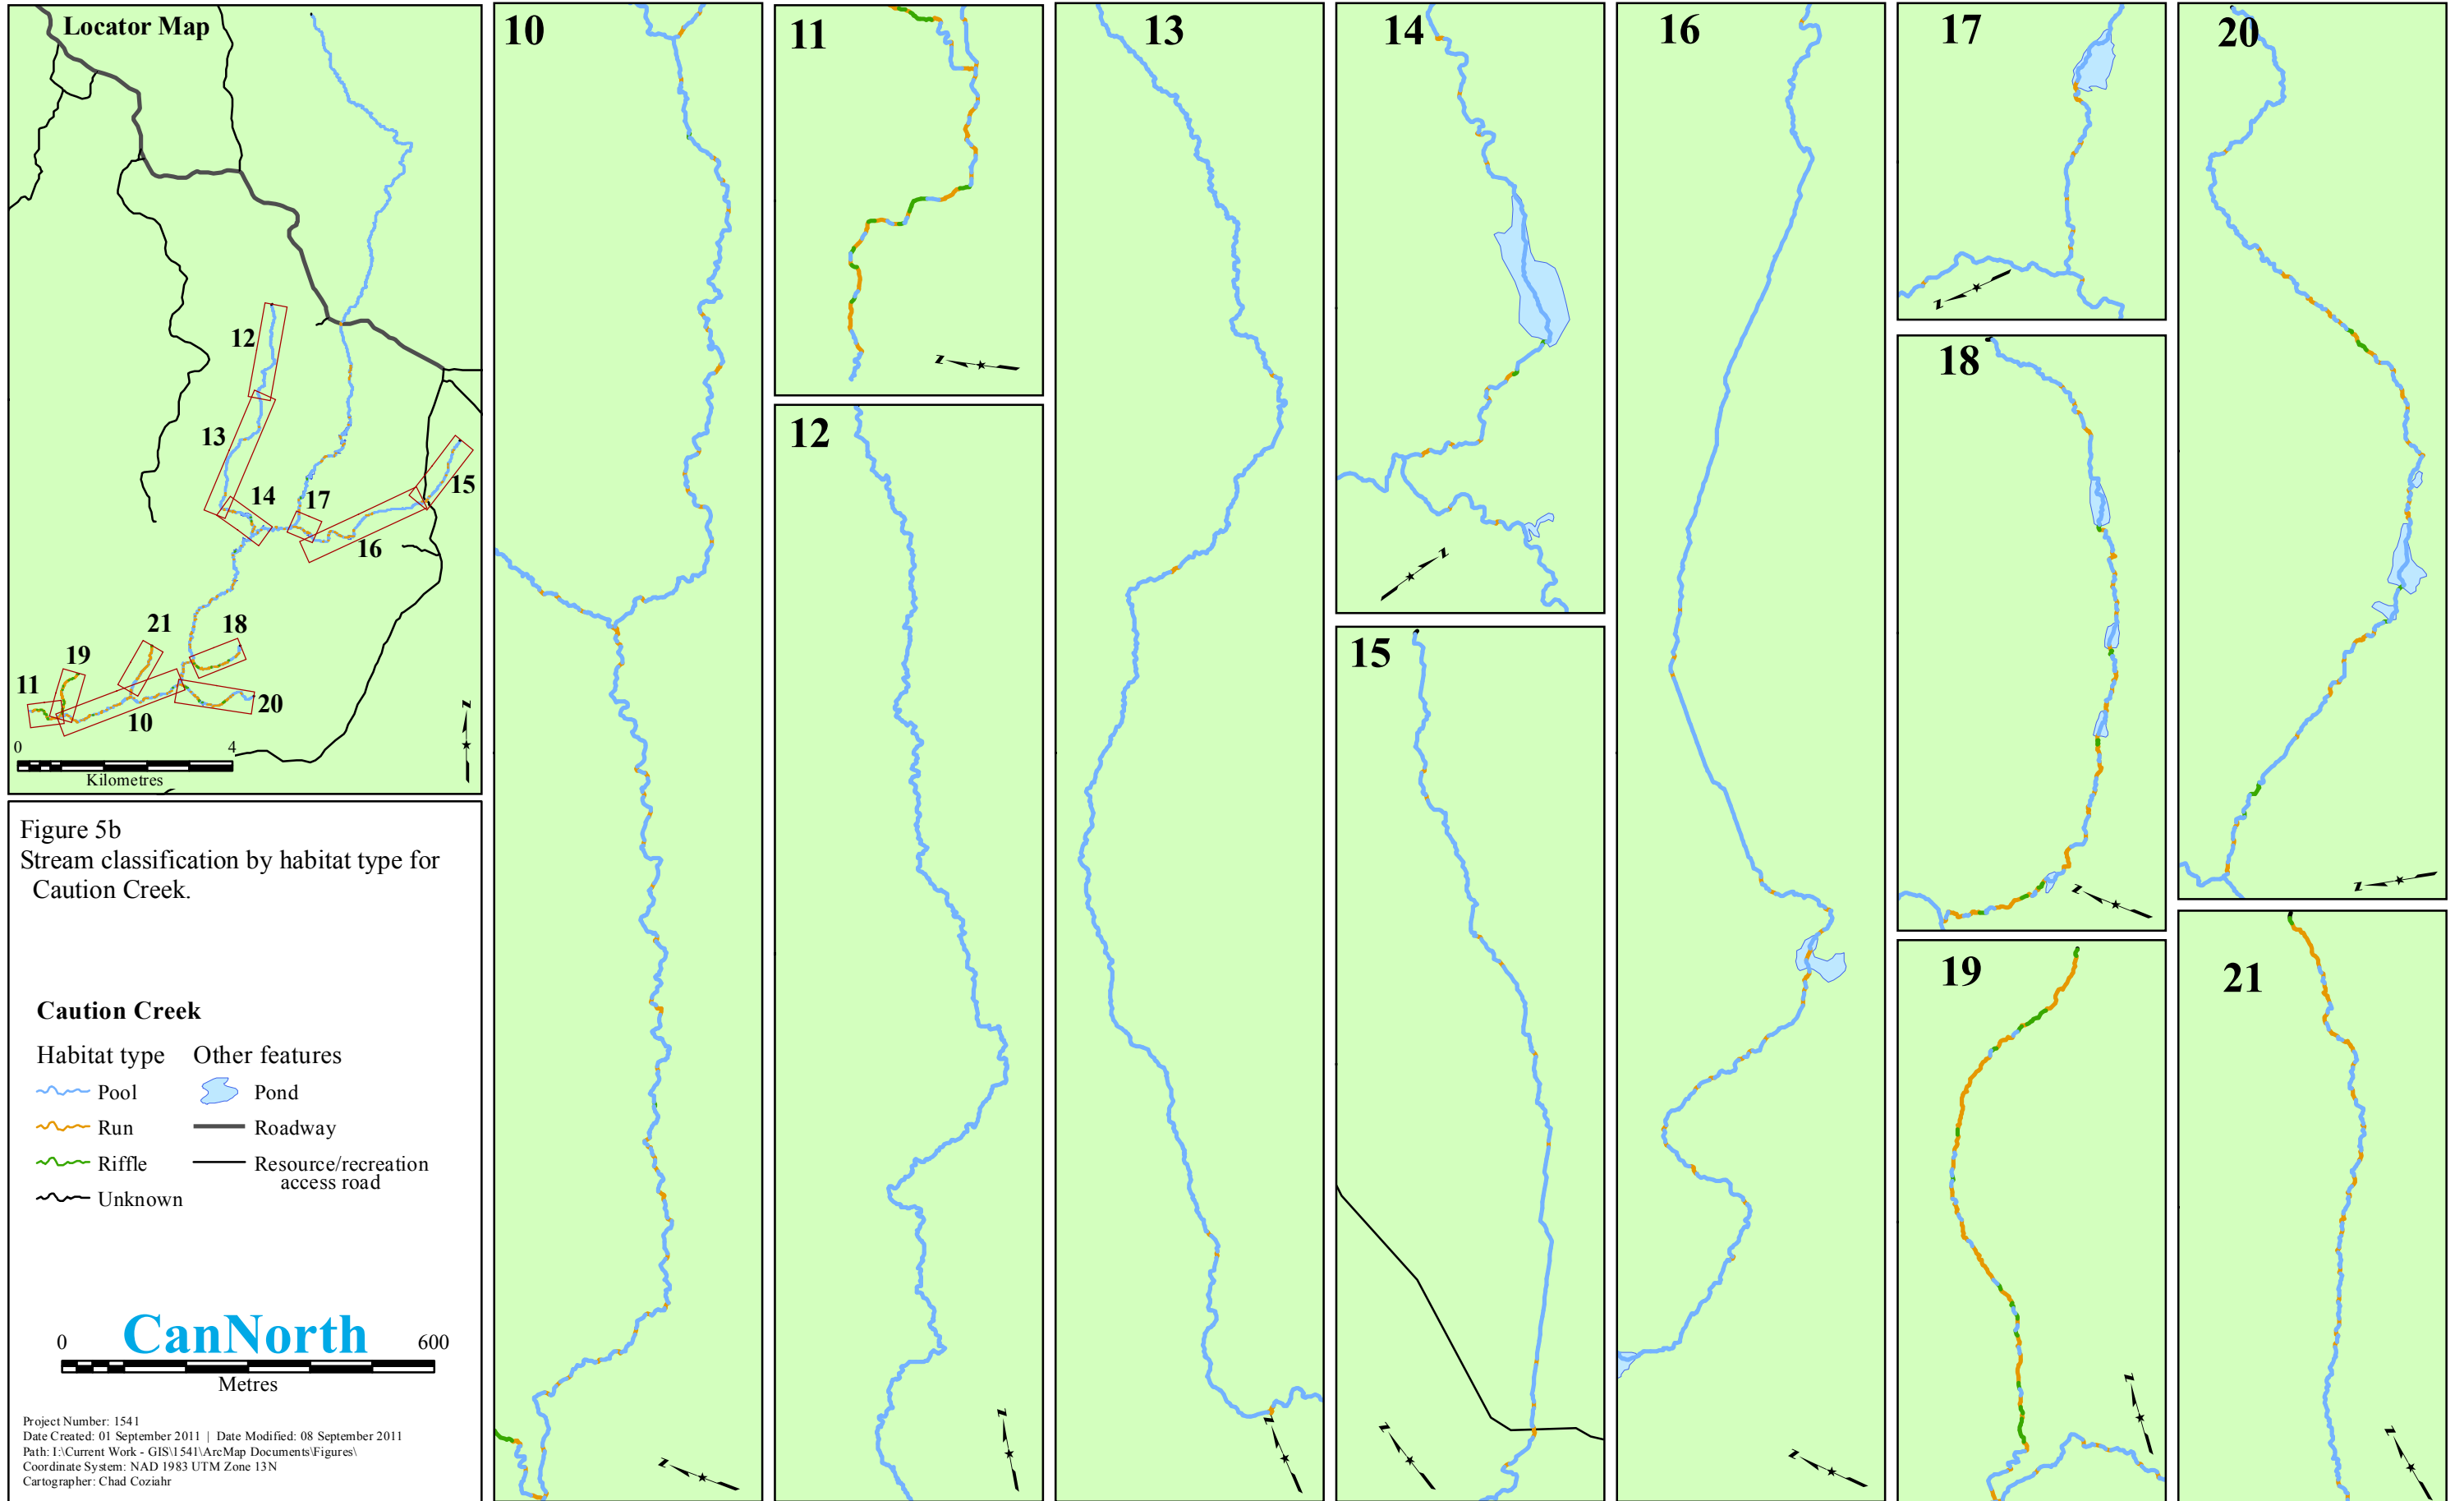 Locator Map
12
13
14
17
15
16
21
18
19
11
10
20
N
0 4
Kilometres
Figure 5b
Stream classification by habitat type for
Caution Creek.
Caution Creek
Habitat type Other features
Pool Pond
Run Roadway
Riffle Resource/recreation
access road
Unknown
CanNorth
0 600
Metres
Project Number: 1541
Date Created: 01 September 2011 | Date Modified: 08 September 2011
Path: I:\Current Work - GIS\1541\ArcMap Documents\Figures\
Coordinate System: NAD 1983 UTM Zone 13N
Cartographer: Chad Coziahr
10
N
11
N
12
N
13
N
14
N
15
N
16
N
17
N
18
N
19
N
20
N
21
N